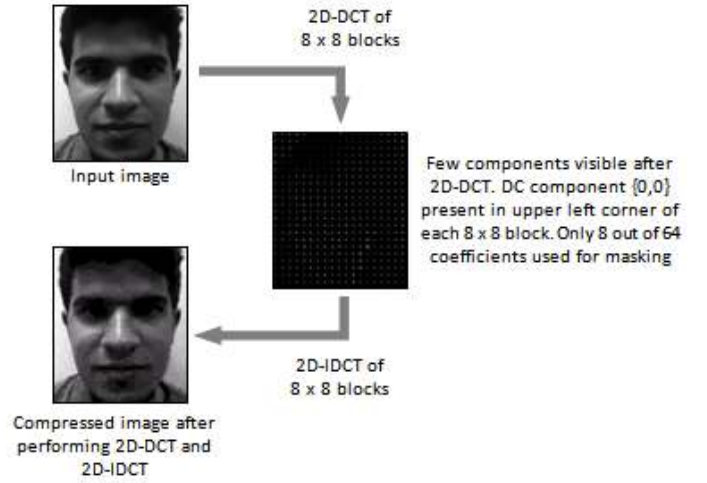 2D-DCT of
8 x 8 blocks
Input image
Few components visible after
2D-DCT. DC component {0,0}
present in upper left corner of
each 8 x 8 block. Only 8 out of 64
coefficients used for masking
2D-IDCT of
8 x 8 blocks
Compressed image after
performing 2D-DCT and
2D-IDCT